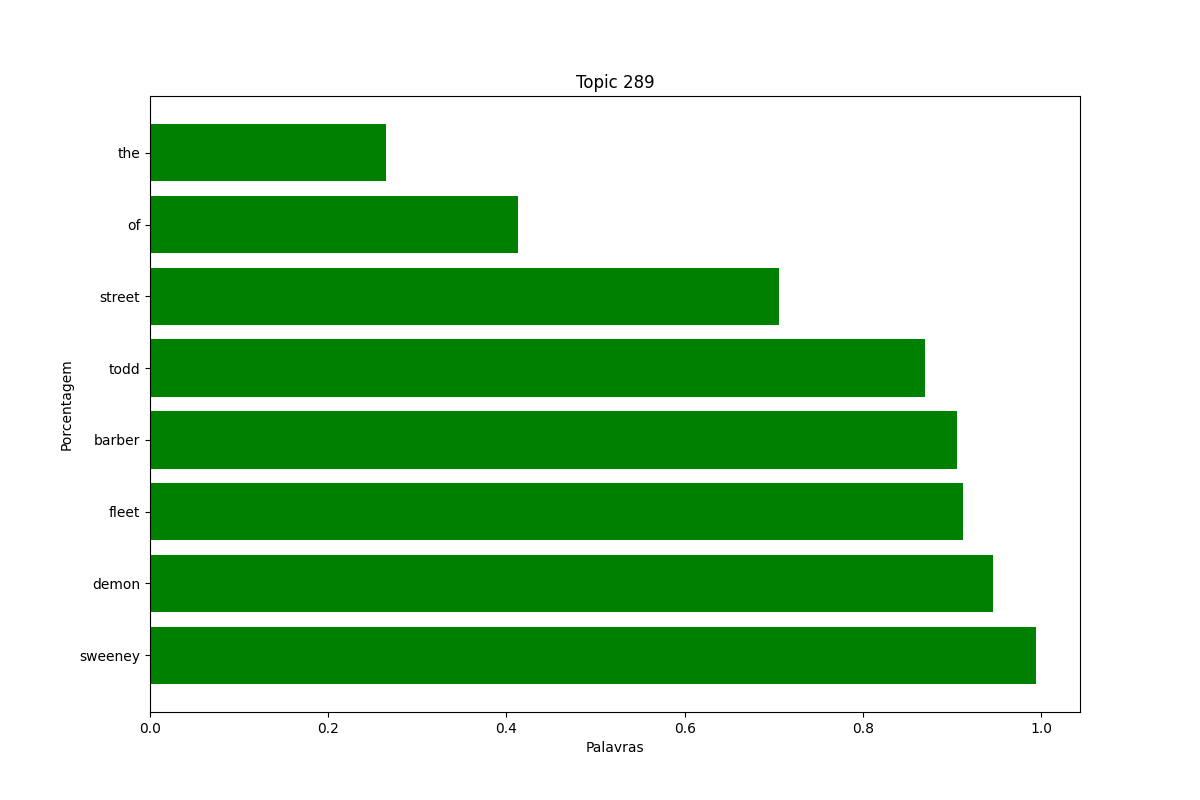 Topic 289
the
of
street
todd
barber
fleet
demon
sweeney
Porcentagem
0.0 0.2 0.4 0.6 0.8 1.0
Palavras